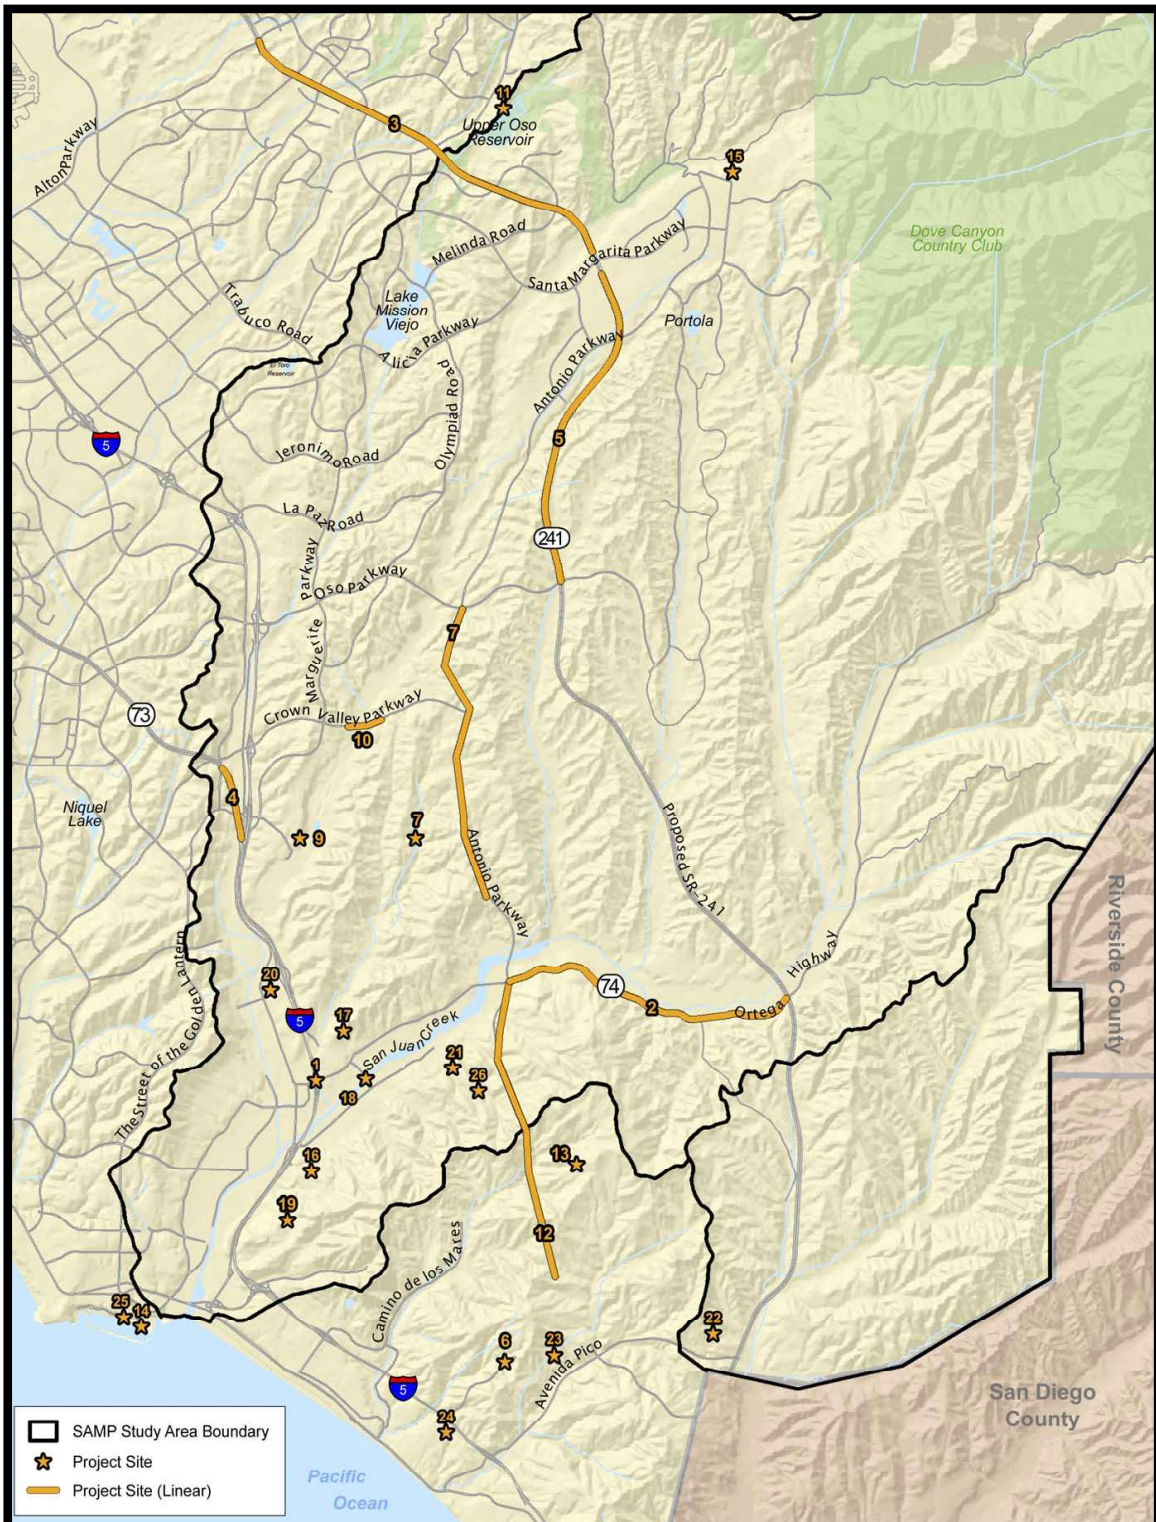 11
3
Upper Oso
Reservoir
Alton Parkway
15
Melinda Road
Dove Canyon
Country Club
Santa Margarita Parkway
Lake
Mission
Viejo
Trabuco Road
Portola
Alicia Parkway
El Toro
Reservoir
Antonio Parkway
Olympiad Road
5
5
Jeronimo Road
La Paz Road
241
Oso Parkway
Marguerite Parkway
7
Crown Valley Parkway
73
10
4
Niquel
Lake
9
7
Proposed SR-241
Antonio Parkway
Riverside County
Ortega Highway
The Street of the Golden Lantern
20
74
2
5
17
San Juan Creek
21
1
18
26
16
13
19
12
Camino de los Mares
25
14
22
6
23
Avenida Pico
5
24
San Diego
County
SAMP Study Area Boundary
Project Site
Project Site (Linear)
Pacific
Ocean